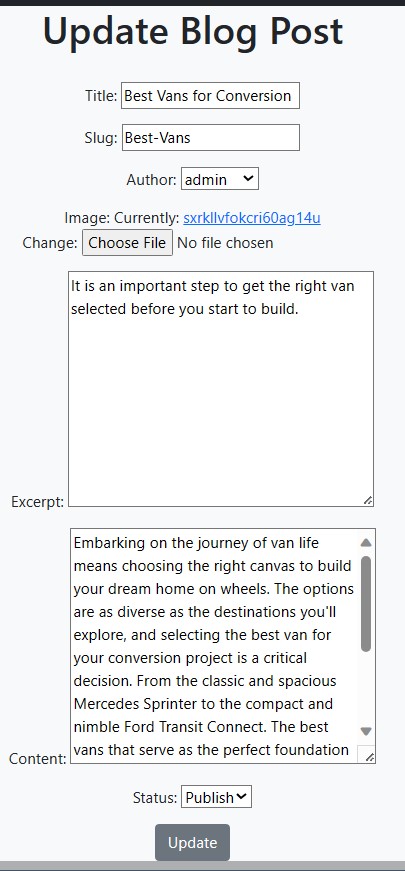 Update Blog Post
Title: Best Vans for Conversion
Slug: Best-Vans
Author: admin
Image: Currently: sxrkllvfokcri60ag14u
Change: Choose File No file chosen
It is an important step to get the right van
selected before you start to build.
Excerpt:
Embarking on the journey of van life
means choosing the right canvas to build
your dream home on wheels. The options
are as diverse as the destinations you'll
explore, and selecting the best van for
your conversion project is a critical
decision. From the classic and spacious
Mercedes Sprinter to the compact and
nimble Ford Transit Connect. The best
vans that serve as the perfect foundation
Content:
Status: Publish
Update